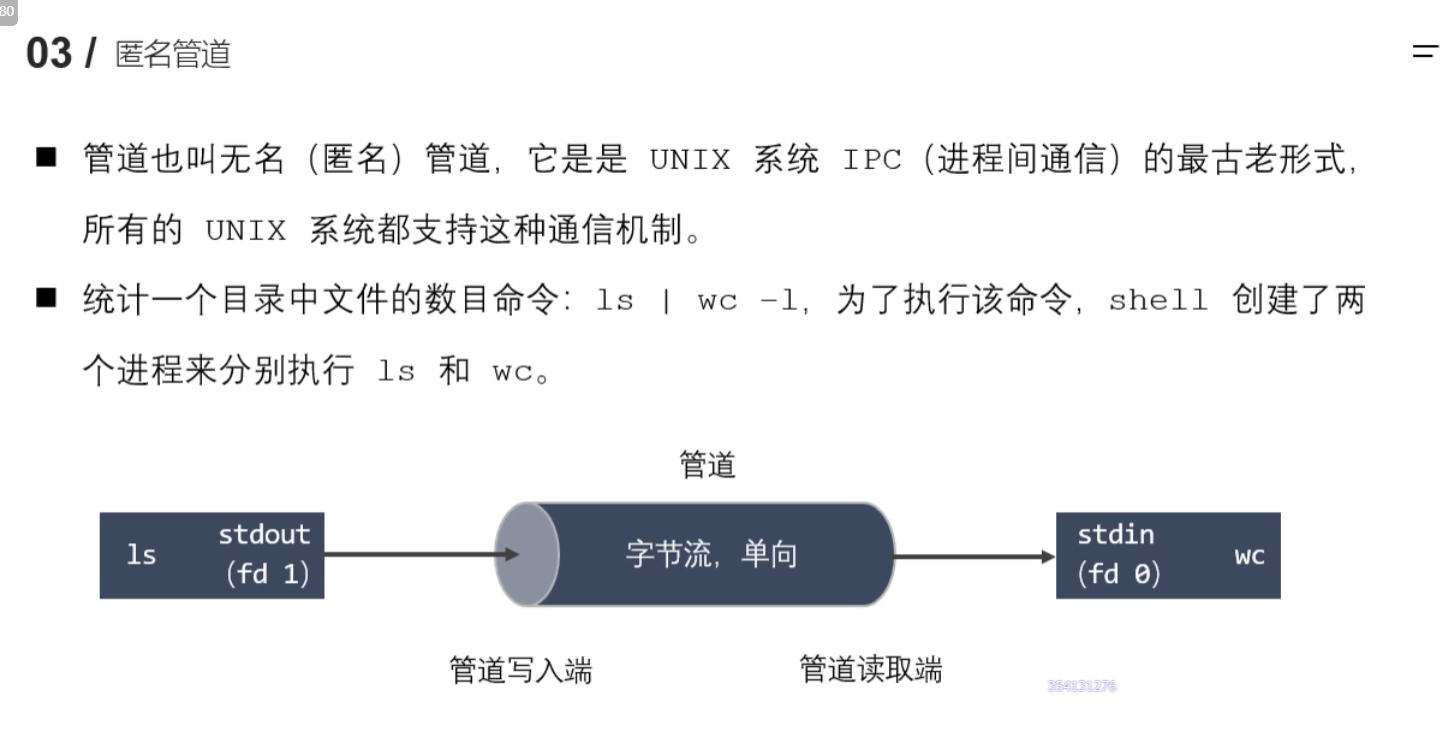 80
03 / 匿名管道
■ 管道也叫无名（匿名）管道，它是是 UNIX 系统 IPC（进程间通信）的最古老形式，
所有的 UNIX 系统都支持这种通信机制。
■ 统计一个目录中文件的数目命令：ls | wc –l，为了执行该命令，shell 创建了两
个进程来分别执行 ls 和 wc。
管道
ls stdout
(fd 1)
字节流，单向
stdin
(fd 0) wc
管道写入端
管道读取端
354131276